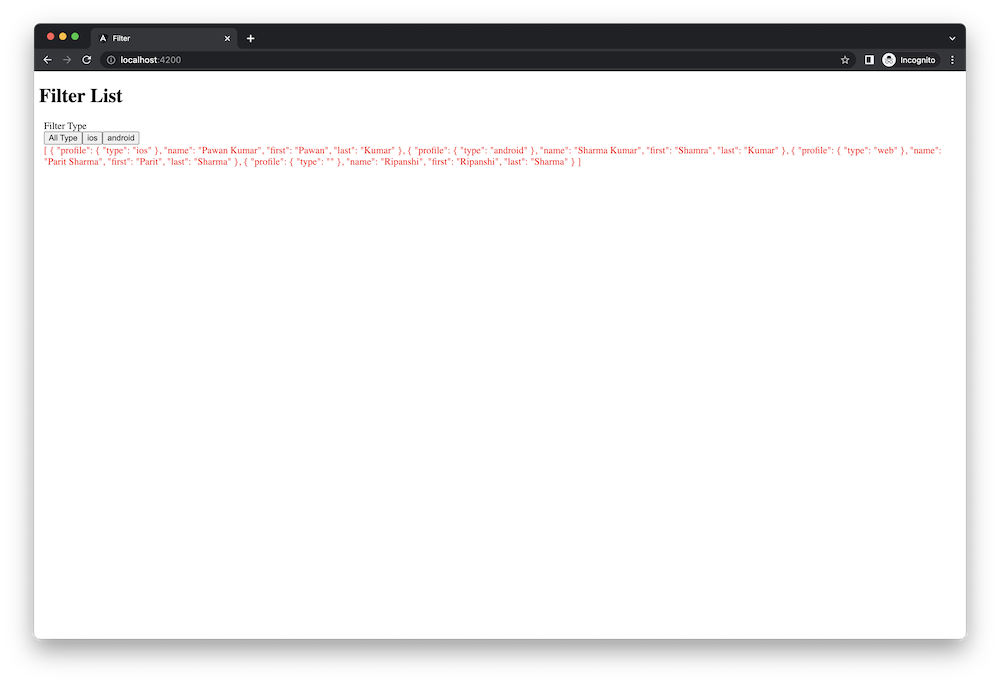 Filter
localhost:4200
Incognito
Filter List
Filter Type
All Type ios android
[ { "profile": { "type": "ios" }, "name": "Pawan Kumar", "first": "Pawan", "last": "Kumar" }, { "profile": { "type": "android" }, "name": "Sharma Kumar", "first": "Shamra", "last": "Kumar" }, { "profile": { "type": "web" }, "name":
"Parit Sharma", "first": "Parit", "last": "Sharma" }, { "profile": { "type": "" }, "name": "Ripanshi", "first": "Ripanshi", "last": "Sharma" } ]